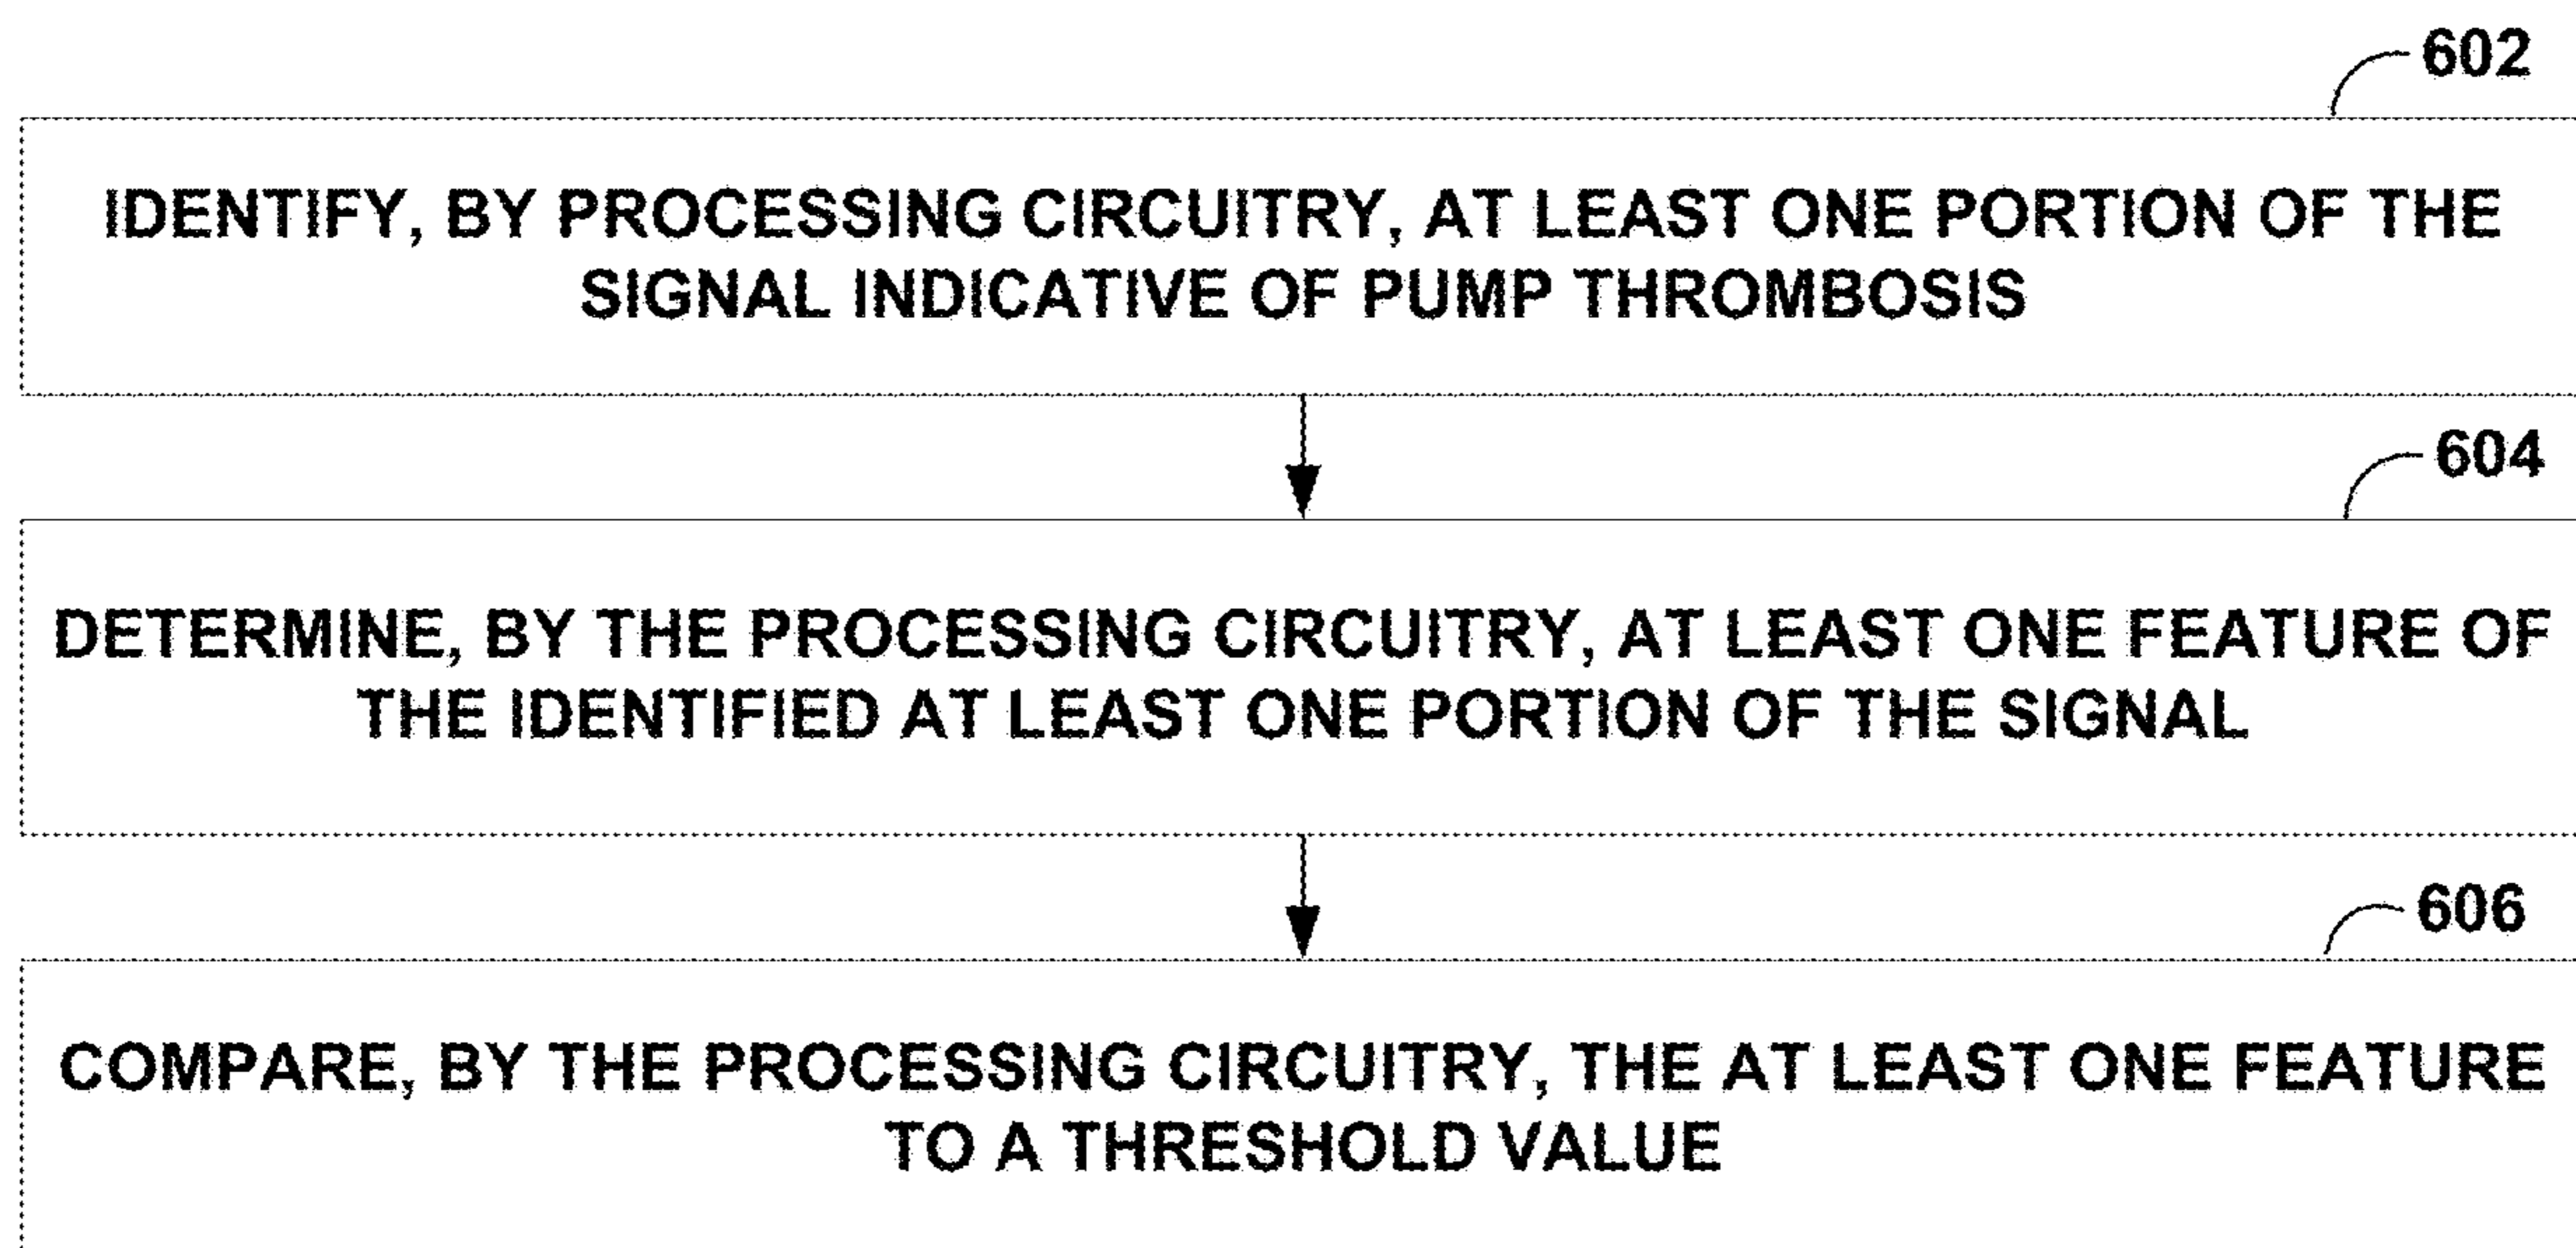 602
IDENTIFY, BY PROCESSING CIRCUITRY, AT LEAST ONE PORTION OF THE
SIGNAL INDICATIVE OF PUMP THROMBOSIS
604
DETERMINE, BY THE PROCESSING CIRCUITRY, AT LEAST ONE FEATURE OF
THE IDENTIFIED AT LEAST ONE PORTION OF THE SIGNAL
606
COMPARE, BY THE PROCESSING CIRCUITRY, THE AT LEAST ONE FEATURE
TO A THRESHOLD VALUE